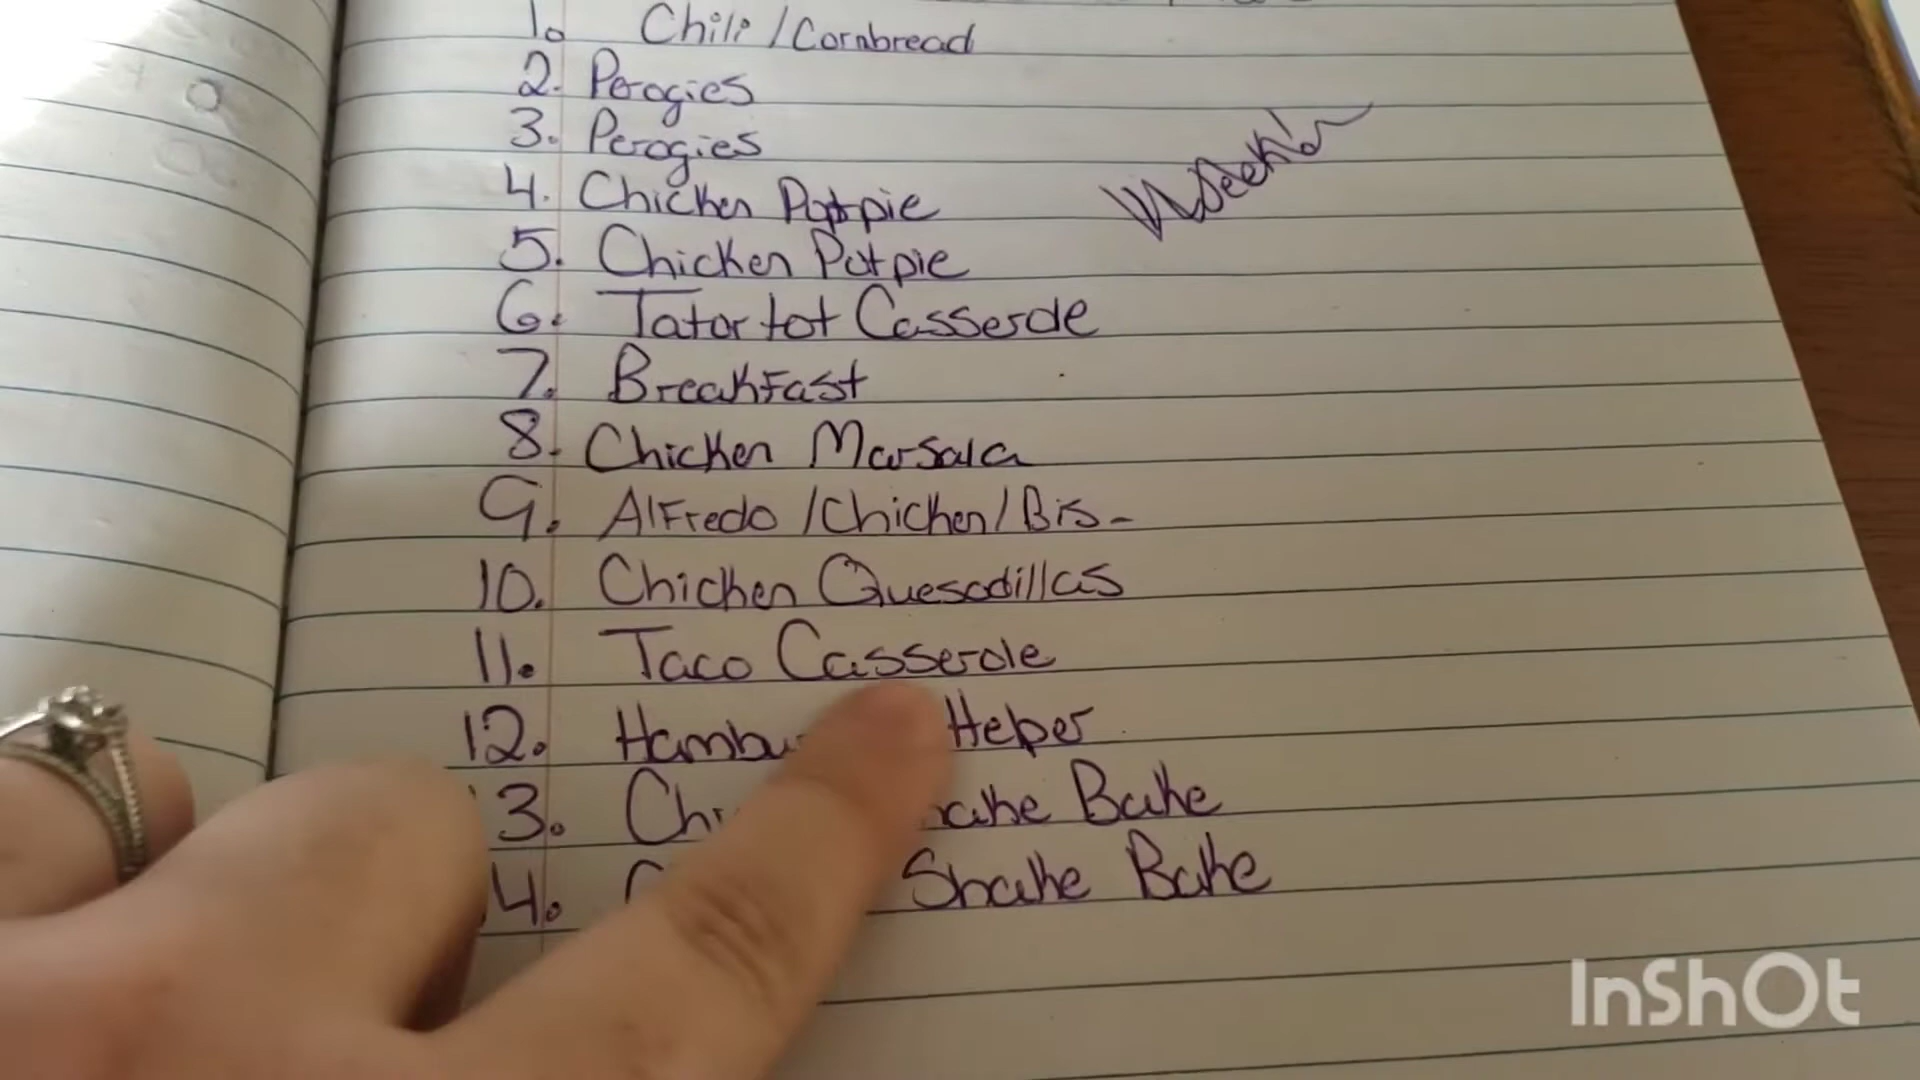 1. Chili / Cornbread
2. Perogies
3. Perogies
4. Chicken Potpie
5. Chicken Potpie
6. Tator tot Casserole
7. Breakfast
8. Chicken Marsala
9. Alfredo / Chicken / Bis-
10. Chicken Quesadillas
11. Taco Casserole
12. Helper
3. Bake
4. Shake Bake
InShOt